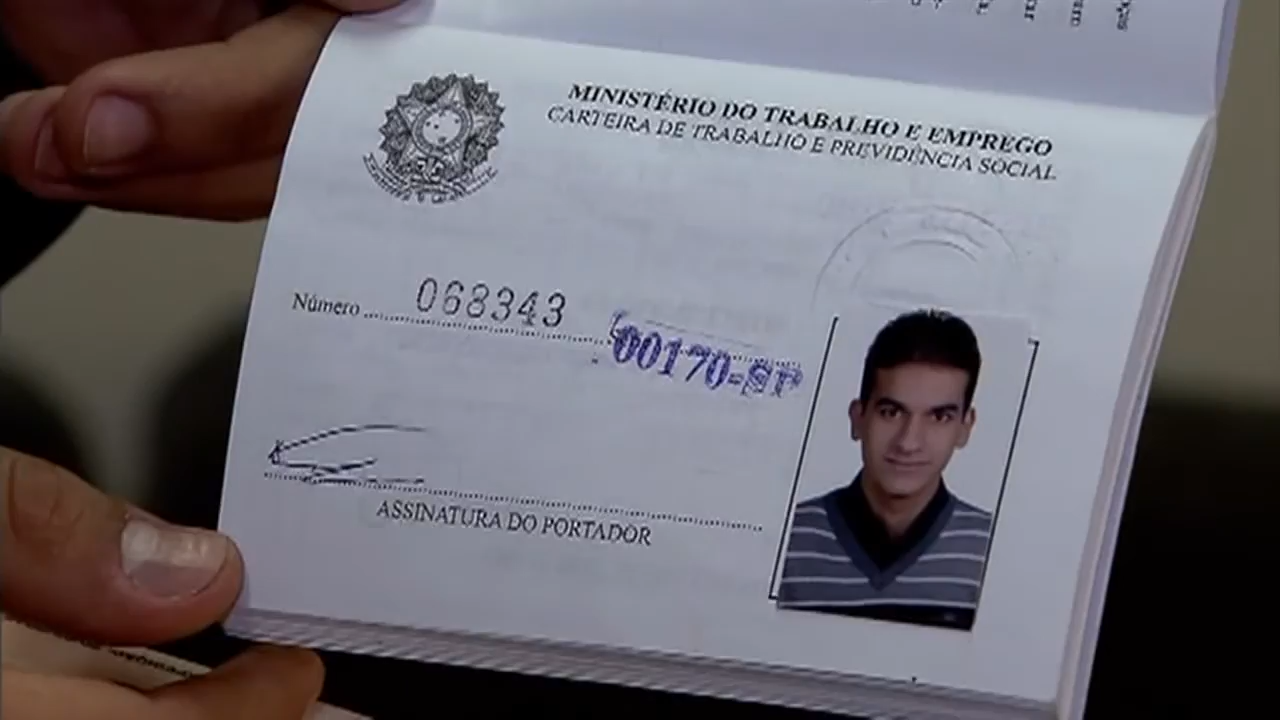 MINISTÉRIO DO TRABALHO E EMPREGO
CARTEIRA DE TRABALHO E PREVIDÊNCIA SOCIAL
Número 068343
00170-SP
ASSINATURA DO PORTADOR